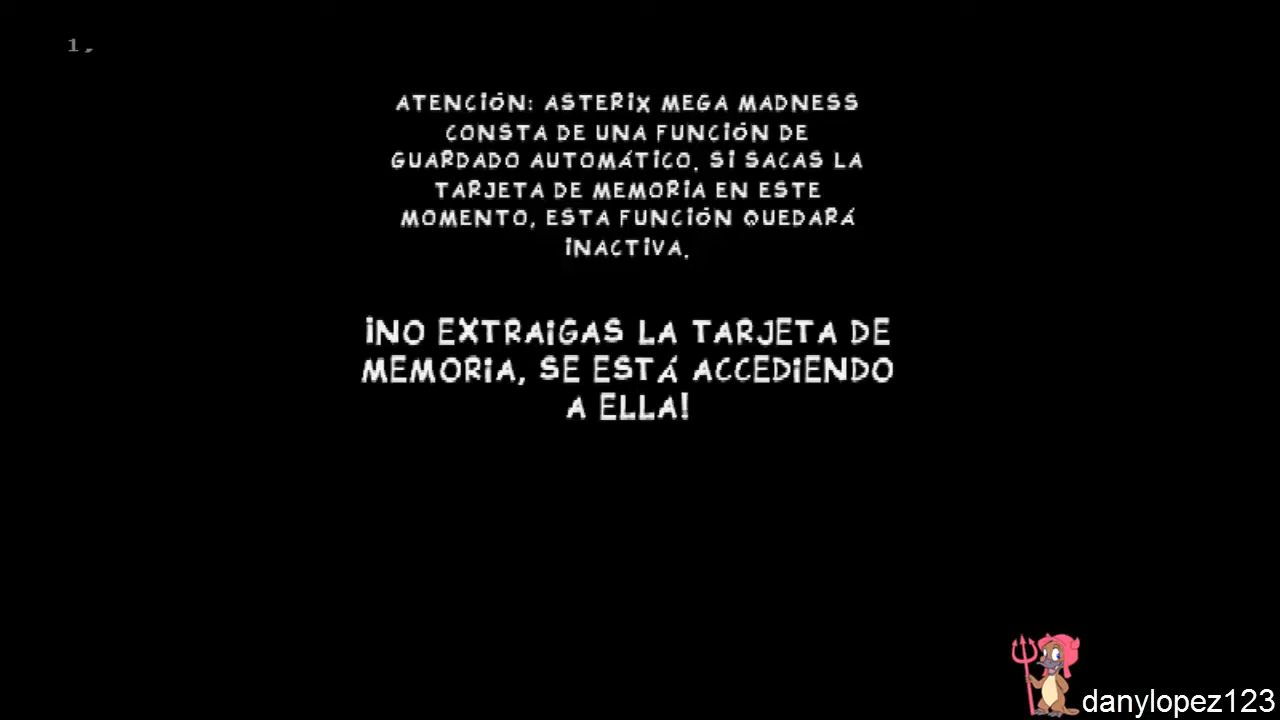 1,
ATENCIÓN: ASTERIX MEGA MADNESS
CONSTA DE UNA FUNCIÓN DE
GUARDADO AUTOMÁTICO. SI SACAS LA
TARJETA DE MEMORIA EN ESTE
MOMENTO, ESTA FUNCIÓN QUEDARÁ
INACTIVA.
¡NO EXTRAIGAS LA TARJETA DE
MEMORIA, SE ESTÁ ACCEDIENDO
A ELLA!
danylopez123